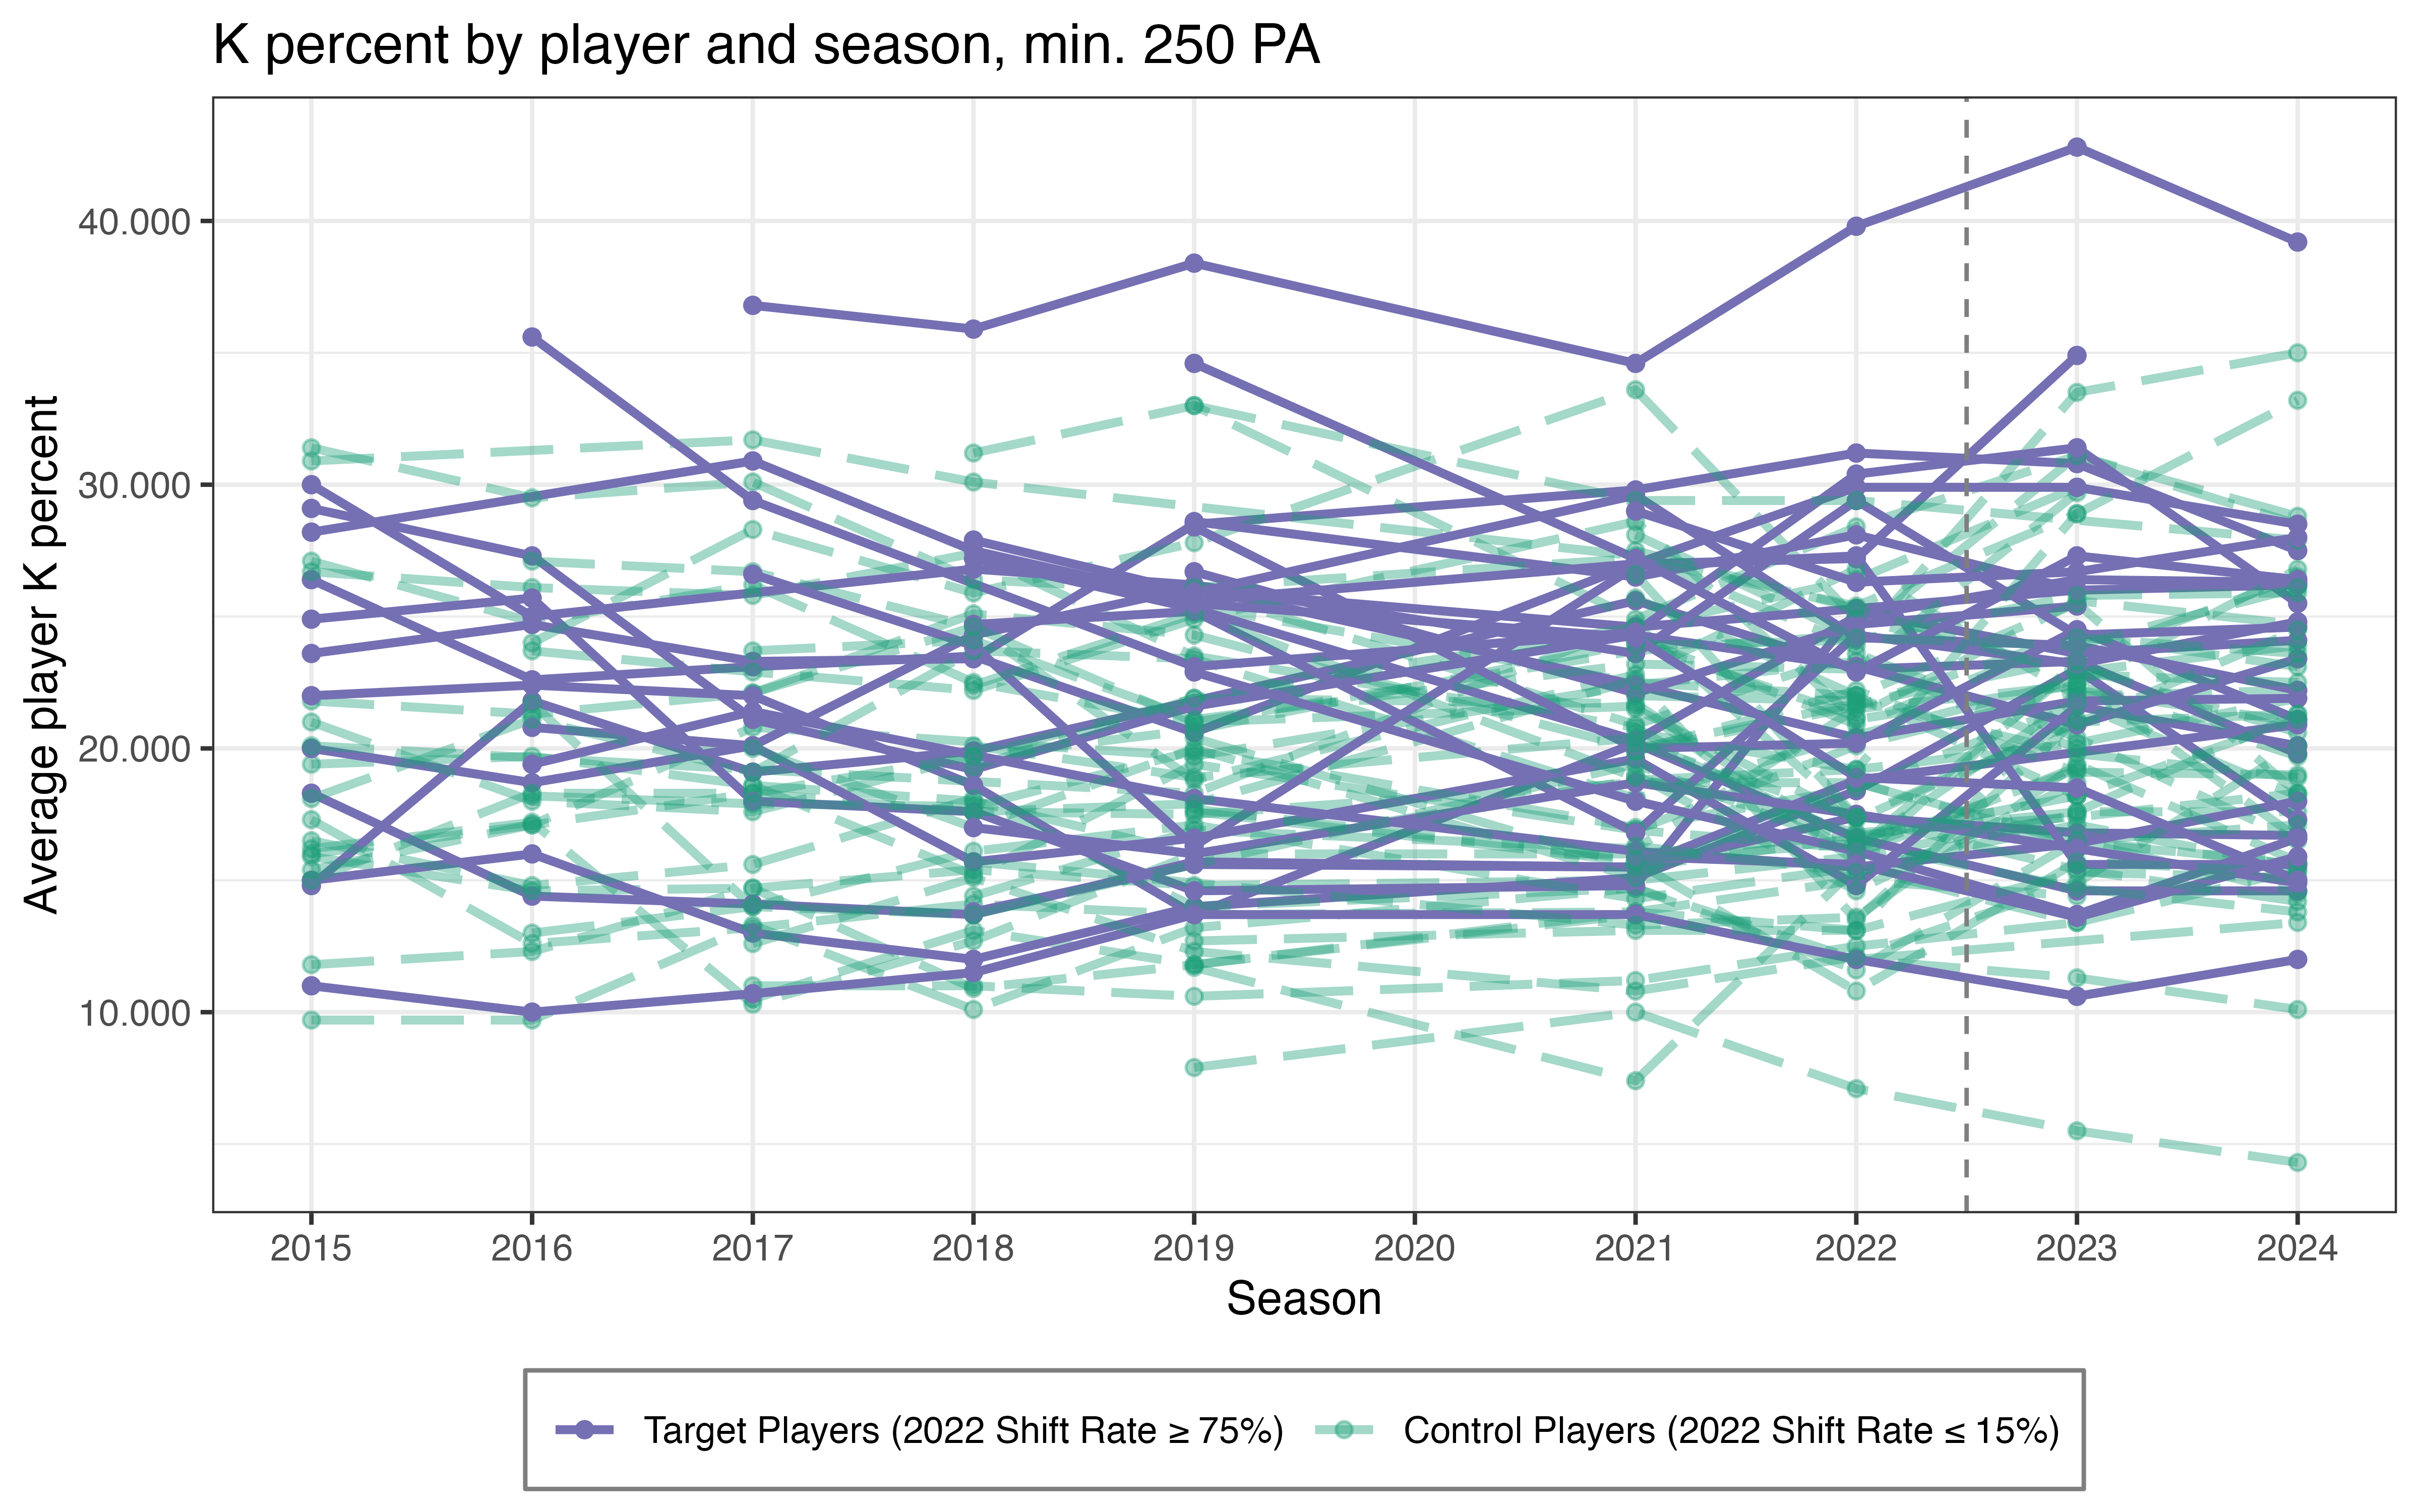 K percent by player and season, min. 250 PA
Average player K percent
40.000
30.000
20.000
10.000
2015 2016 2017 2018 2019 2020 2021 2022 2023 2024
Season
Target Players (2022 Shift Rate ≥ 75%) Control Players (2022 Shift Rate ≤ 15%)